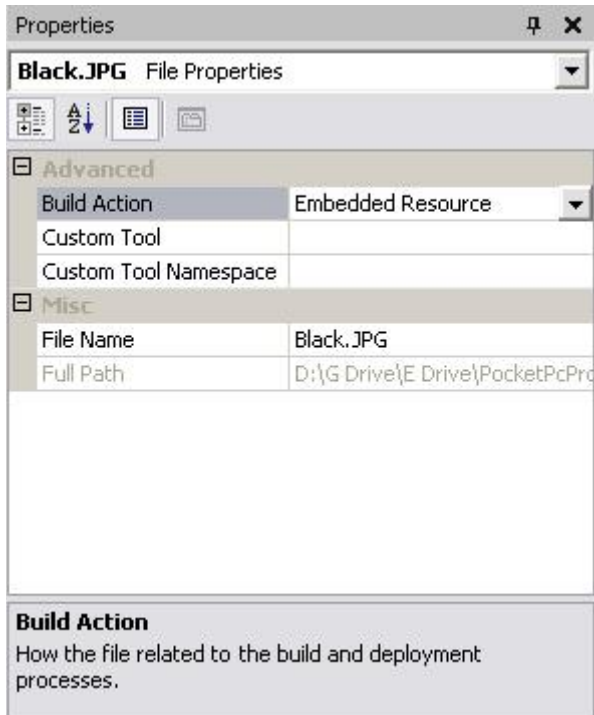 Properties
Black.JPG File Properties
Advanced
Build Action Embedded Resource
Custom Tool
Custom Tool Namespace
Misc
File Name Black.JPG
Full Path D:\G Drive\E Drive\PocketPcPro
Build Action
How the file related to the build and deployment
processes.